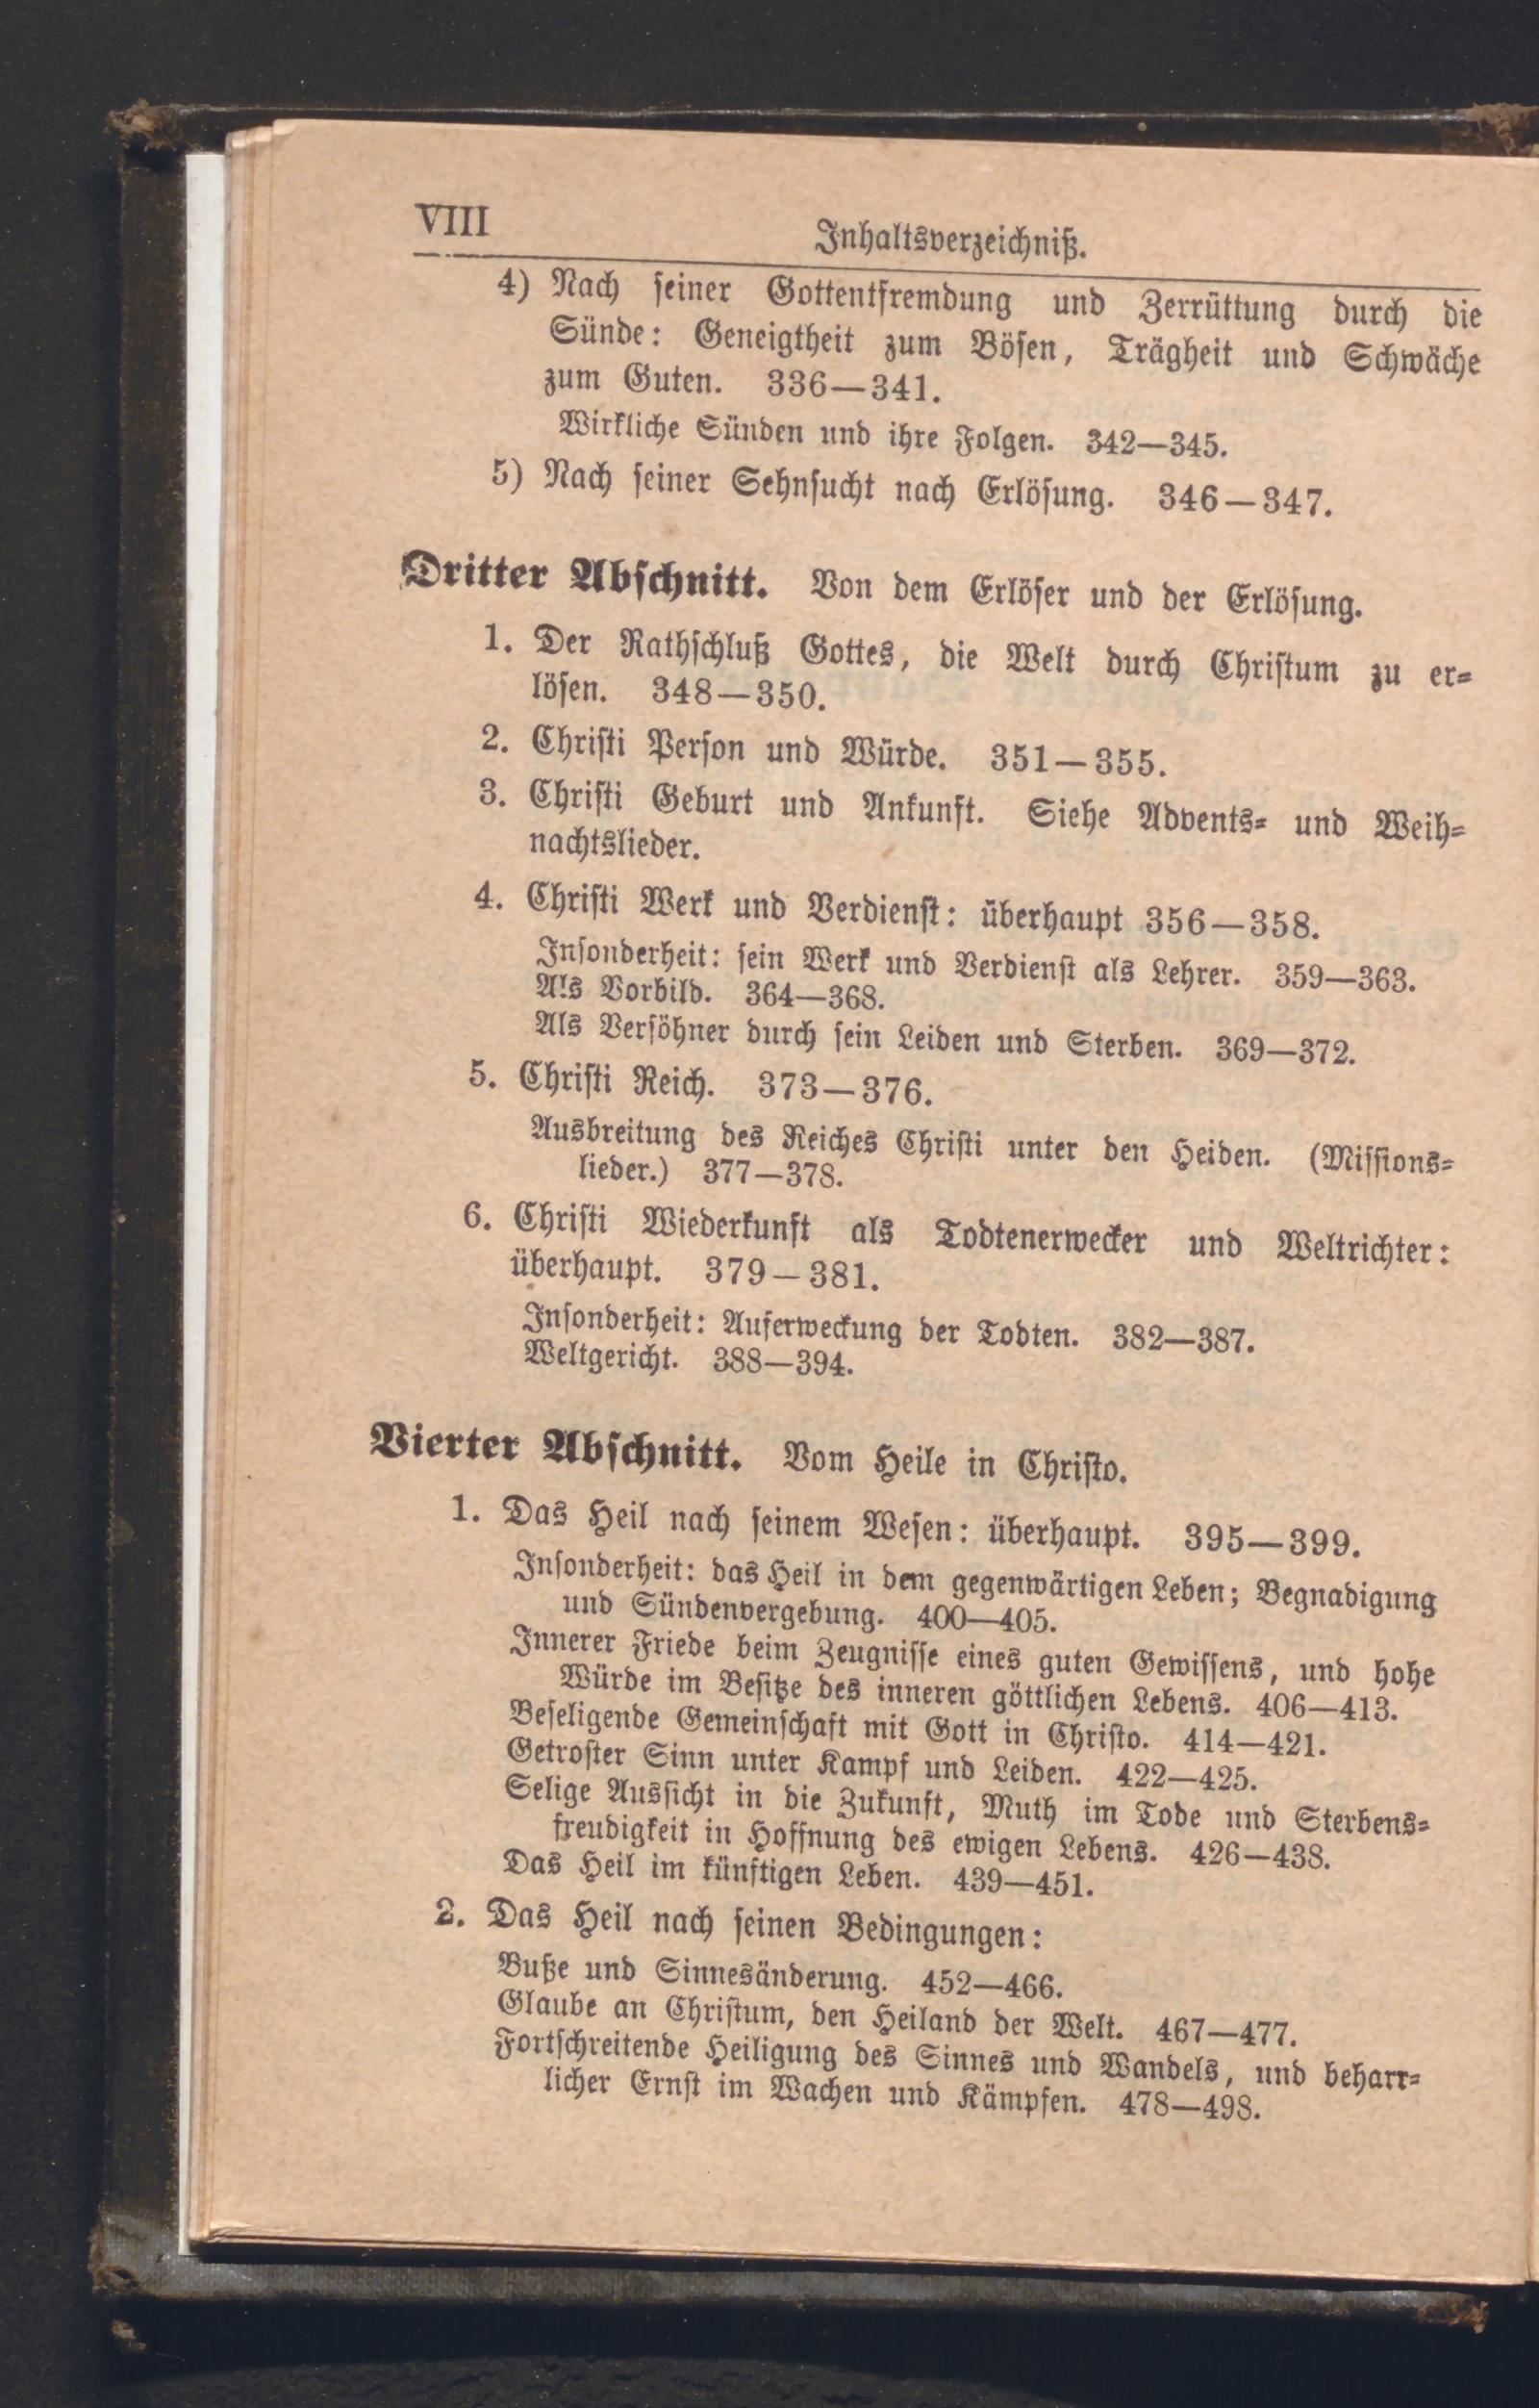 VIII
Inhaltsverzeichniß.
4) Nach seiner Gottentfremdung und Zerrüttung durch die
Sünde: Geneigtheit zum Bösen, Trägheit und Schwäche
zum Guten. 336—341.
Wirkliche Sünden und ihre Folgen. 342—345.
5) Nach seiner Sehnsucht nach Erlösung. 346—347.
Dritter Abschnitt. Von dem Erlöser und der Erlösung.
1. Der Rathschluß Gottes, die Welt durch Christum zu er-
lösen. 348—350.
2. Christi Person und Würde. 351—355.
3. Christi Geburt und Ankunft. Siehe Advents- und Weih-
nachtslieder.
4. Christi Werk und Verdienst: überhaupt 356—358.
Insonderheit: sein Werk und Verdienst als Lehrer. 359—363.
Als Vorbild. 364—368.
Als Versöhner durch sein Leiden und Sterben. 369—372.
5. Christi Reich. 373—376.
Ausbreitung des Reiches Christi unter den Heiden. (Missions-
lieder.) 377—378.
6. Christi Wiederkunft als Todtenerwecker und Weltrichter:
überhaupt. 379—381.
Insonderheit: Auferweckung der Todten. 382—387.
Weltgericht. 388—394.
Vierter Abschnitt. Vom Heile in Christo.
1. Das Heil nach seinem Wesen: überhaupt. 395—399.
Insonderheit: das Heil in dem gegenwärtigen Leben; Begnadigung
und Sündenvergebung. 400—405.
Innerer Friede beim Zeugnisse eines guten Gewissens, und hohe
Würde im Besitze des inneren göttlichen Lebens. 406—413.
Beseligende Gemeinschaft mit Gott in Christo. 414—421.
Getroster Sinn unter Kampf und Leiden. 422—425.
Selige Aussicht in die Zukunft, Muth im Tode und Sterbens-
freudigkeit in Hoffnung des ewigen Lebens. 426—438.
Das Heil im künftigen Leben. 439—451.
2. Das Heil nach seinen Bedingungen:
Buße und Sinnesänderung. 452—466.
Glaube an Christum, den Heiland der Welt. 467—477.
Fortschreitende Heiligung des Sinnes und Wandels, und beharr-
licher Ernst im Wachen und Kämpfen. 478—498.